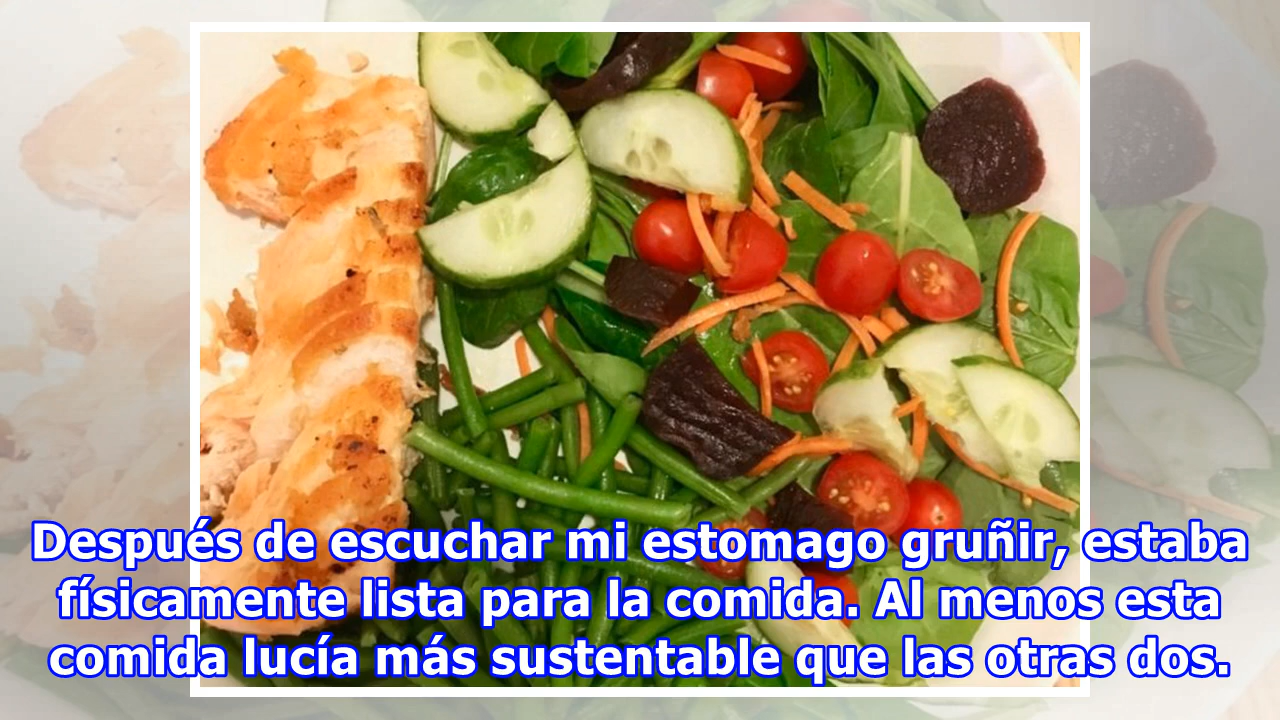 Después de escuchar mi estomago gruñir, estaba
físicamente lista para la comida. Al menos esta
comida lucía más sustentable que las otras dos.